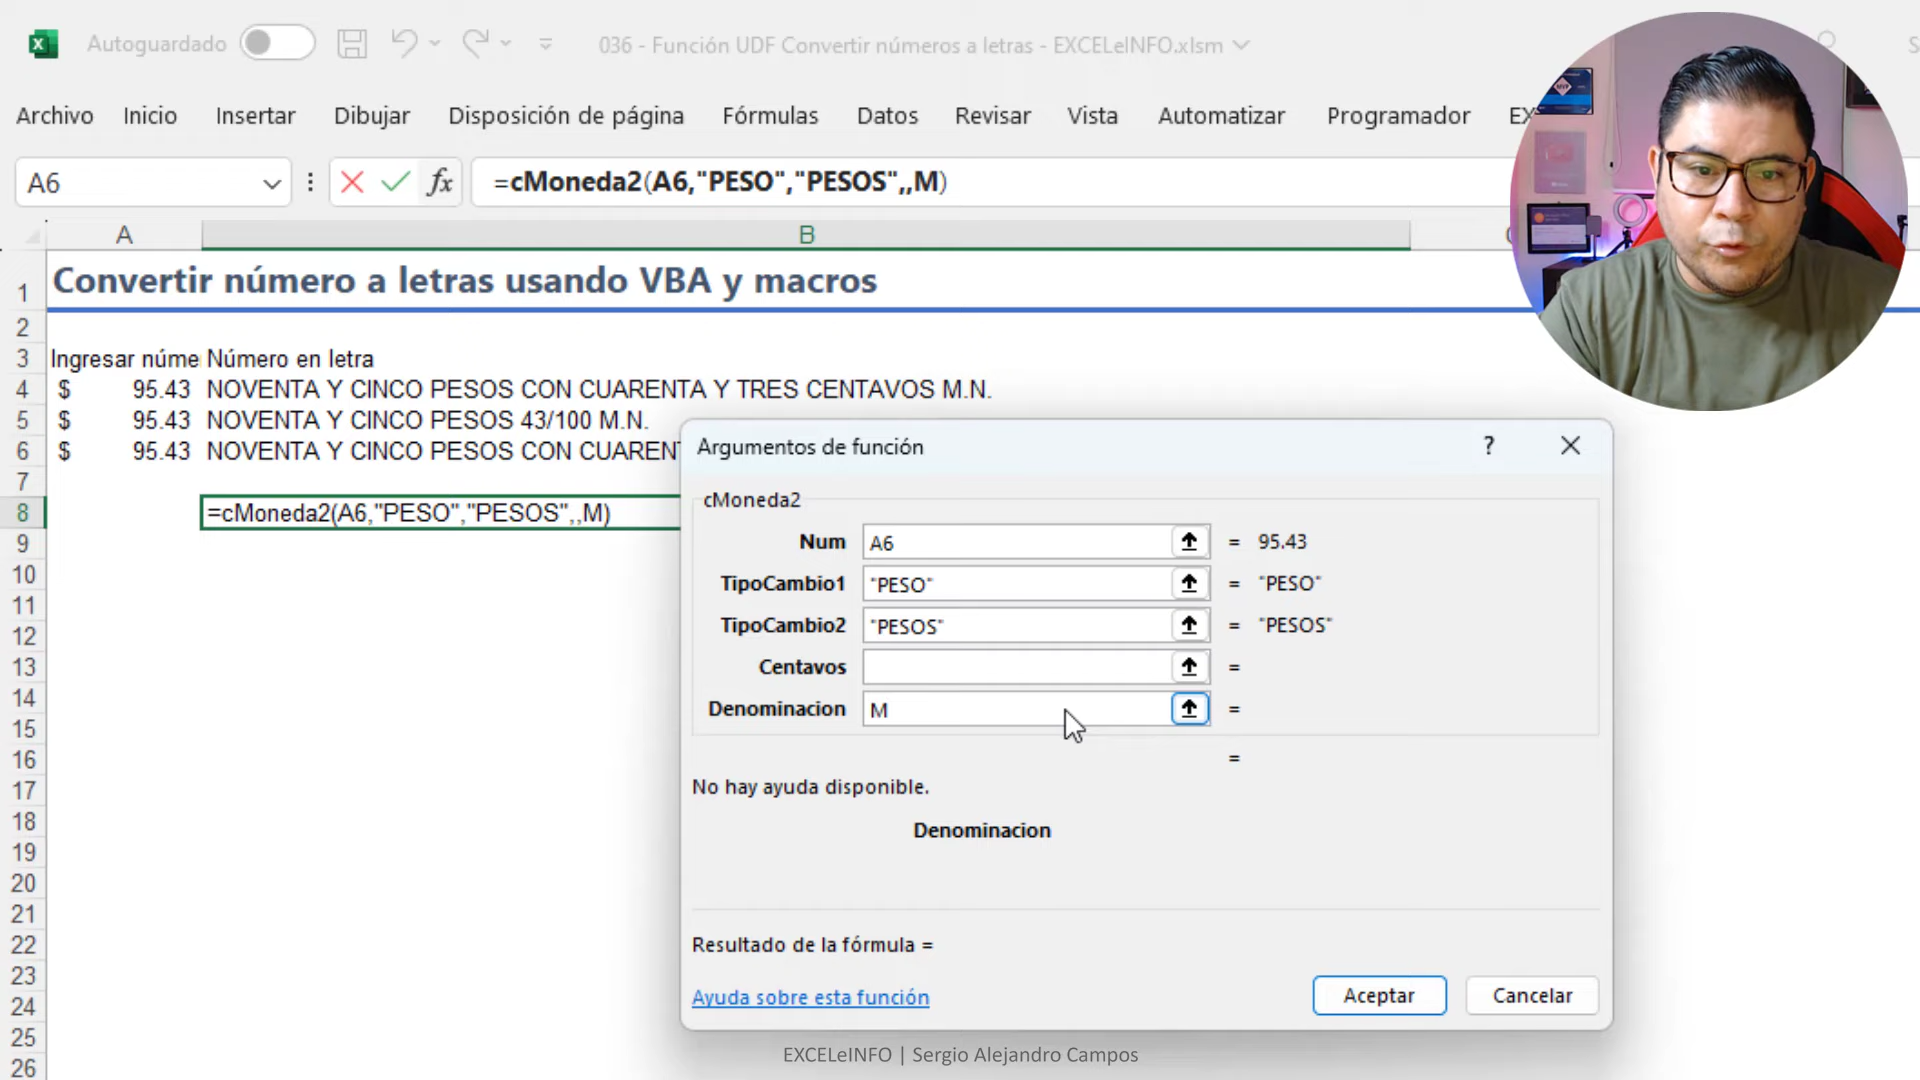 Autoguardado
036 - Función UDF Convertir números a letras - EXCELeINFO.xlsm
Archivo Inicio Insertar Dibujar Disposición de página Fórmulas Datos Revisar Vista Automatizar Programador EX
A6 fx =cMoneda2(A6,"PESO","PESOS",,M)
A B
1 Convertir número a letras usando VBA y macros
2
3 Ingresar núme Número en letra
4 $ 95.43 NOVENTA Y CINCO PESOS CON CUARENTA Y TRES CENTAVOS M.N.
5 $ 95.43 NOVENTA Y CINCO PESOS 43/100 M.N.
6 $ 95.43 NOVENTA Y CINCO PESOS CON CUARENT
7
8 =cMoneda2(A6,"PESO","PESOS",,M)
9
10
11
12
13
14
15
16
17
18
19
20
21
22
23
24
25
26
Argumentos de función ?
cMoneda2
Num A6 = 95.43
TipoCambio1 "PESO" = "PESO"
TipoCambio2 "PESOS" = "PESOS"
Centavos =
Denominacion M =
=
No hay ayuda disponible.
Denominacion
Resultado de la fórmula =
Ayuda sobre esta función Aceptar Cancelar
EXCELeINFO | Sergio Alejandro Campos